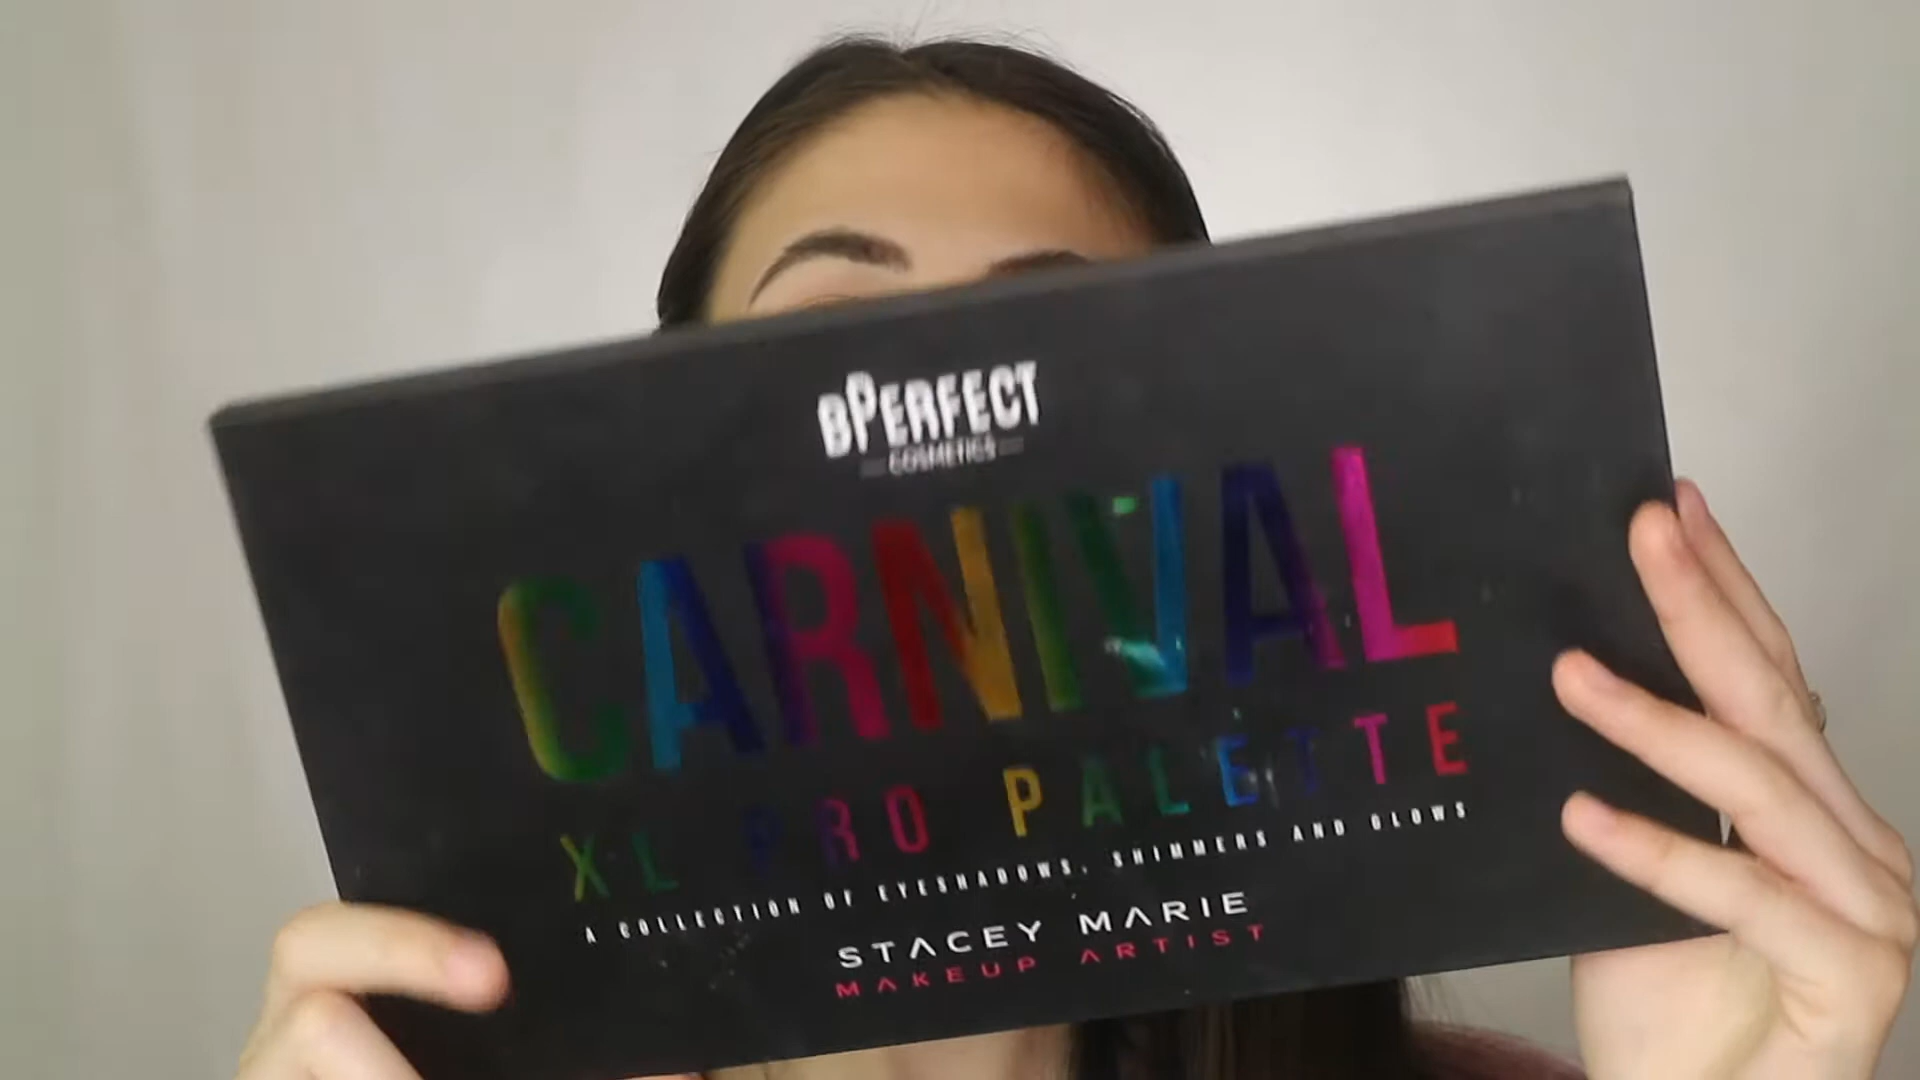 BPERFECT
COSMETICS
CARNIVAL
XL PRO PALETTE
A COLLECTION OF EYESHADOWS, SHIMMERS AND GLOWS
STACEY MARIE
MAKEUP ARTIST